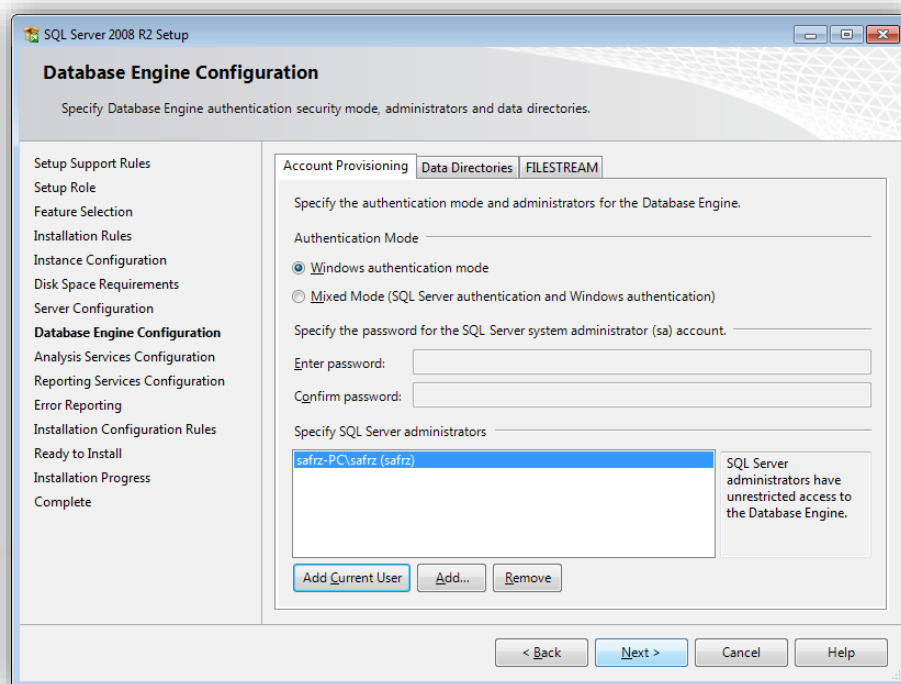 SQL Server 2008 R2 Setup
Database Engine Configuration
Specify Database Engine authentication security mode, administrators and data directories.
Setup Support Rules
Setup Role
Feature Selection
Installation Rules
Instance Configuration
Disk Space Requirements
Server Configuration
Database Engine Configuration
Analysis Services Configuration
Reporting Services Configuration
Error Reporting
Installation Configuration Rules
Ready to Install
Installation Progress
Complete
Account Provisioning Data Directories FILESTREAM
Specify the authentication mode and administrators for the Database Engine.
Authentication Mode
Windows authentication mode
Mixed Mode (SQL Server authentication and Windows authentication)
Specify the password for the SQL Server system administrator (sa) account.
Enter password:
Confirm password:
Specify SQL Server administrators
safrz-PC\safrz (safrz)
SQL Server
administrators have
unrestricted access to
the Database Engine.
Add Current User Add... Remove
< Back Next > Cancel Help